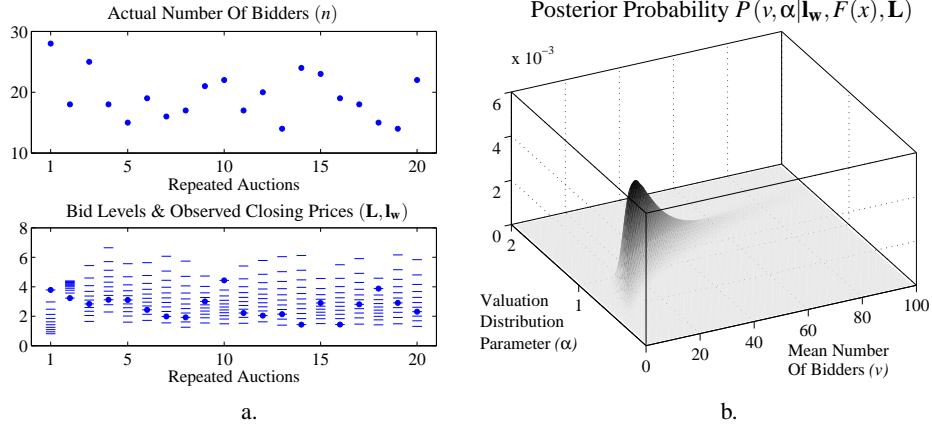 Actual Number Of Bidders (n)
30
20
10
1
5
10
15
20
Repeated Auctions
Bid Levels & Observed Closing Prices (L, l_w)
8
6
4
2
0
1
5
10
15
20
Repeated Auctions
a.
Posterior Probability P(ν, α|l_w, F(x), L)
x 10⁻³
6
4
2
0
2
1
0
20
40
60
80
100
Valuation
Distribution
Parameter (α)
Mean Number
Of Bidders (ν)
b.